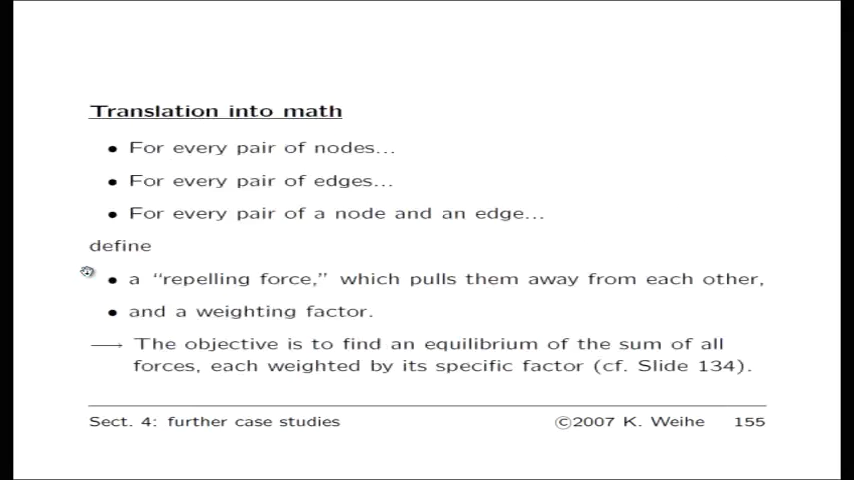 Translation into math
• For every pair of nodes...
• For every pair of edges...
• For every pair of a node and an edge...
define
• a “repelling force,” which pulls them away from each other,
• and a weighting factor.
⟶ The objective is to find an equilibrium of the sum of all
forces, each weighted by its specific factor (cf. Slide 134).
Sect. 4: further case studies ©2007 K. Weihe 155